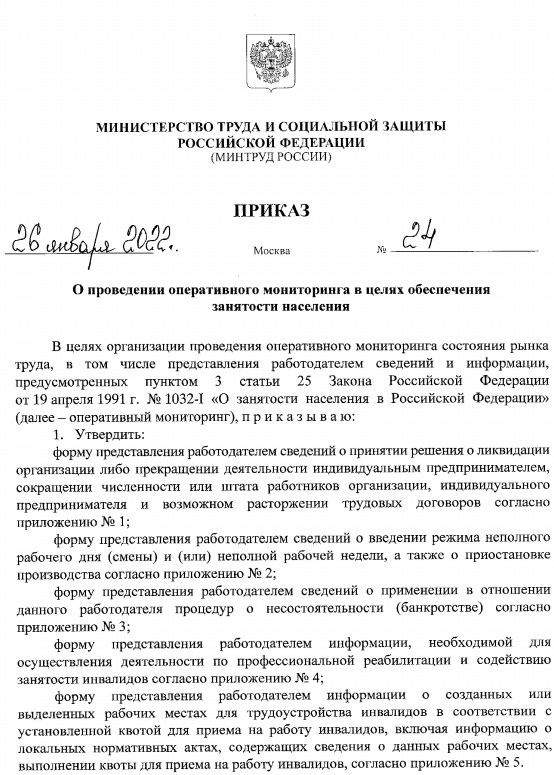 МИНИСТЕРСТВО ТРУДА И СОЦИАЛЬНОЙ ЗАЩИТЫ
РОССИЙСКОЙ ФЕДЕРАЦИИ
(МИНТРУД РОССИИ)
ПРИКАЗ
26 января 2022г.
Москва
№ 24
О проведении оперативного мониторинга в целях обеспечения
занятости населения
В целях организации проведения оперативного мониторинга состояния рынка
труда, в том числе представления работодателем сведений и информации,
предусмотренных пунктом 3 статьи 25 Закона Российской Федерации
от 19 апреля 1991 г. № 1032-I «О занятости населения в Российской Федерации»
(далее – оперативный мониторинг), п р и к а з ы в а ю:
1. Утвердить:
форму представления работодателем сведений о принятии решения о ликвидации
организации либо прекращении деятельности индивидуальным предпринимателем,
сокращении численности или штата работников организации, индивидуального
предпринимателя и возможном расторжении трудовых договоров согласно
приложению № 1;
форму представления работодателем сведений о введении режима неполного
рабочего дня (смены) и (или) неполной рабочей недели, а также о приостановке
производства согласно приложению № 2;
форму представления работодателем сведений о применении в отношении
данного работодателя процедур о несостоятельности (банкротстве) согласно
приложению № 3;
форму представления работодателем информации, необходимой для
осуществления деятельности по профессиональной реабилитации и содействию
занятости инвалидов согласно приложению № 4;
форму представления работодателем информации о созданных или
выделенных рабочих местах для трудоустройства инвалидов в соответствии с
установленной квотой для приема на работу инвалидов, включая информацию о
локальных нормативных актах, содержащих сведения о данных рабочих местах,
выполнении квоты для приема на работу инвалидов, согласно приложению № 5.